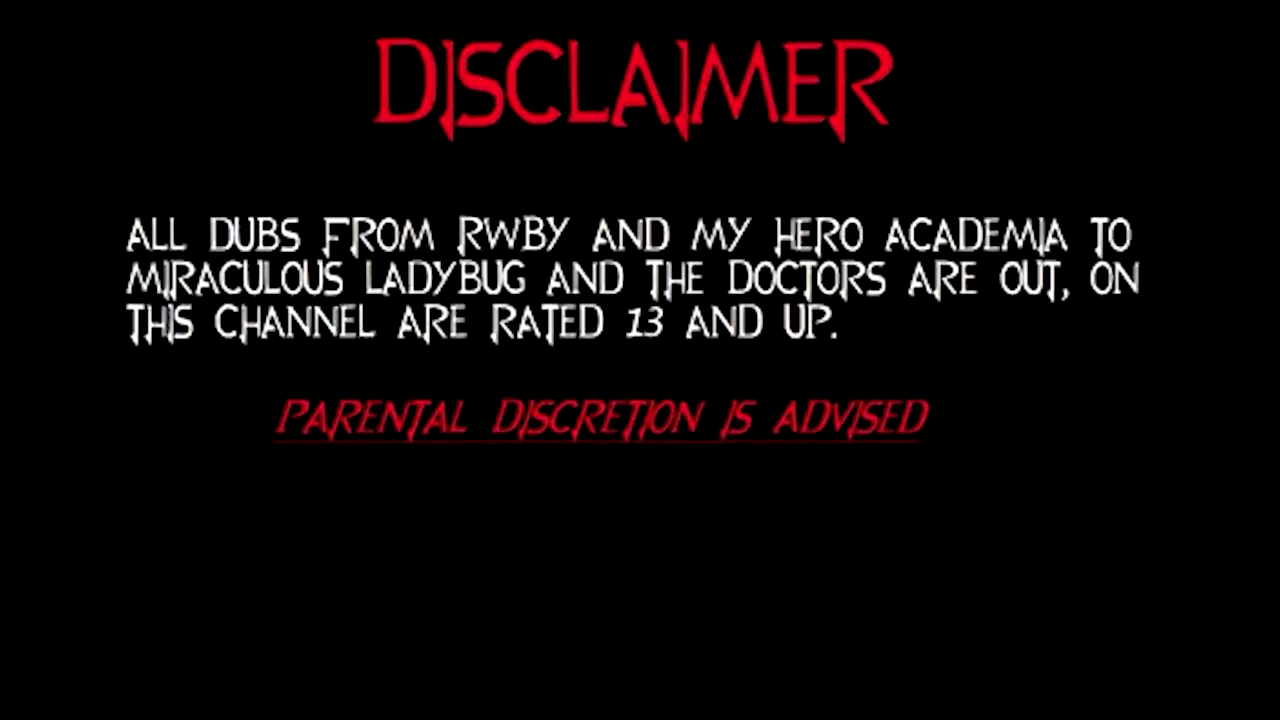 DISCLAIMER
ALL DUBS FROM RWBY AND MY HERO ACADEMIA TO
MIRACULOUS LADYBUG AND THE DOCTORS ARE OUT, ON
THIS CHANNEL ARE RATED 13 AND UP.
PARENTAL DISCRETION IS ADVISED